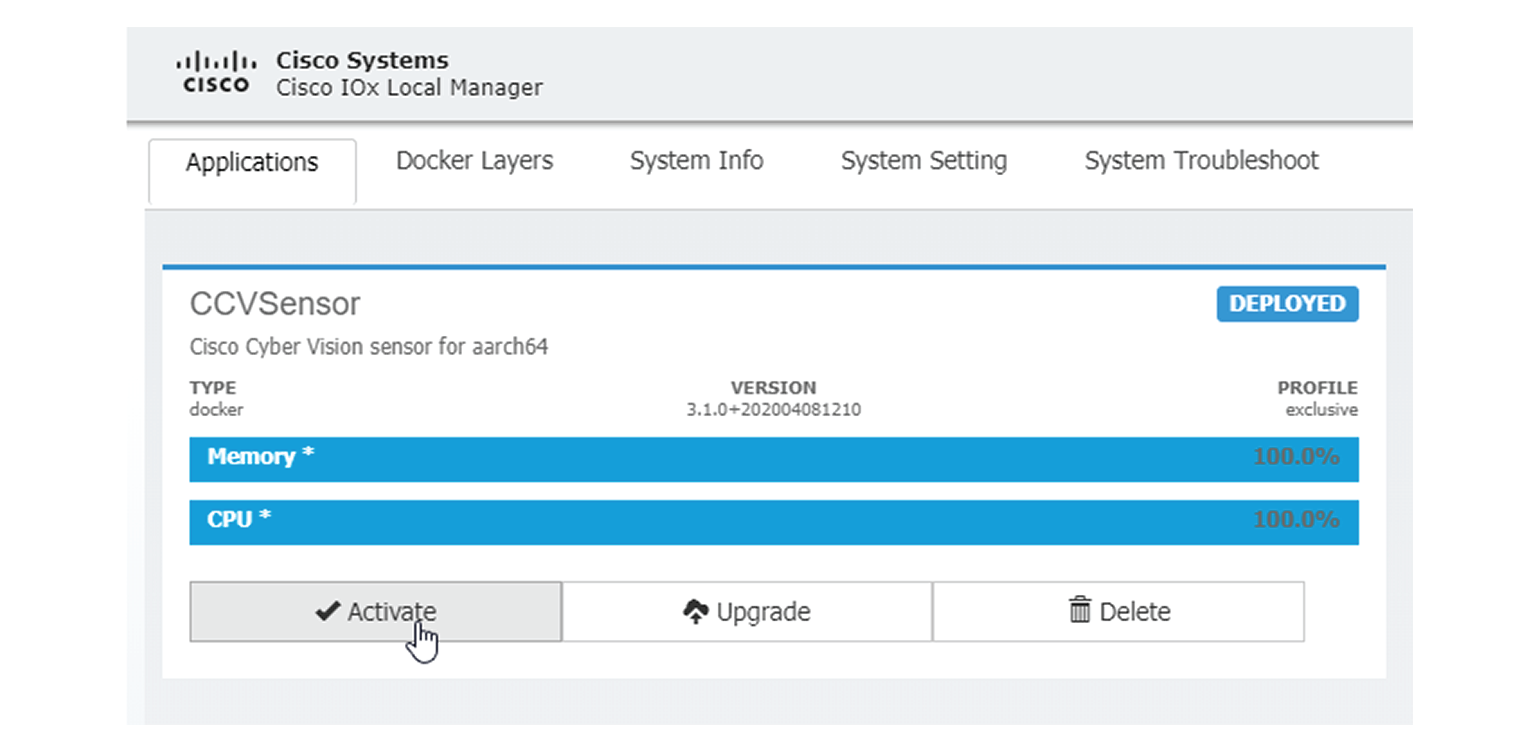 Cisco Systems
CISCO Cisco IOx Local Manager
Applications Docker Layers System Info System Setting System Troubleshoot
CCVSensor DEPLOYED
Cisco Cyber Vision sensor for aarch64
TYPE VERSION PROFILE
docker 3.1.0+202004081210 exclusive
Memory * 100.0%
CPU * 100.0%
Activate Upgrade Delete